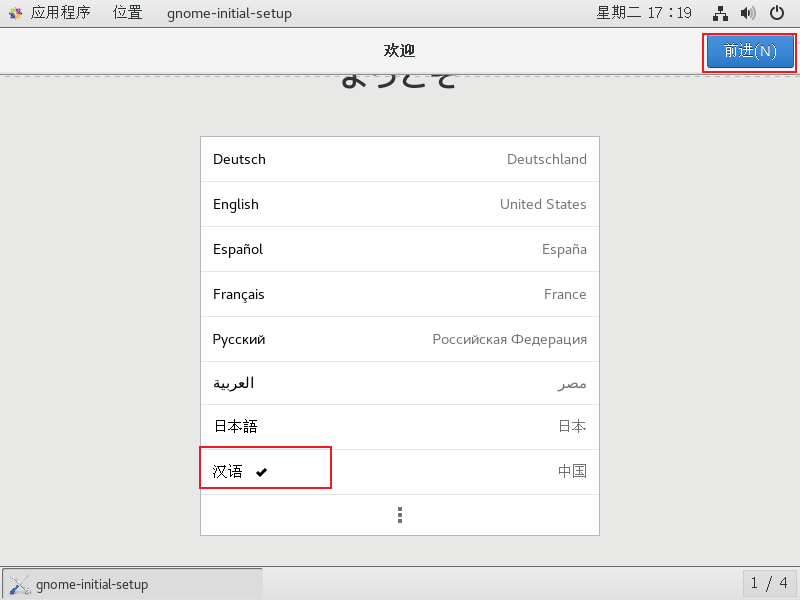 应用程序 位置 gnome-initial-setup 星期二 17：19
欢迎 前进(N)
ようこそ
Deutsch Deutschland
English United States
Español España
Français France
Русский Российская Федерация
العربية مصر
日本語 日本
汉语 中国
gnome-initial-setup 1 / 4